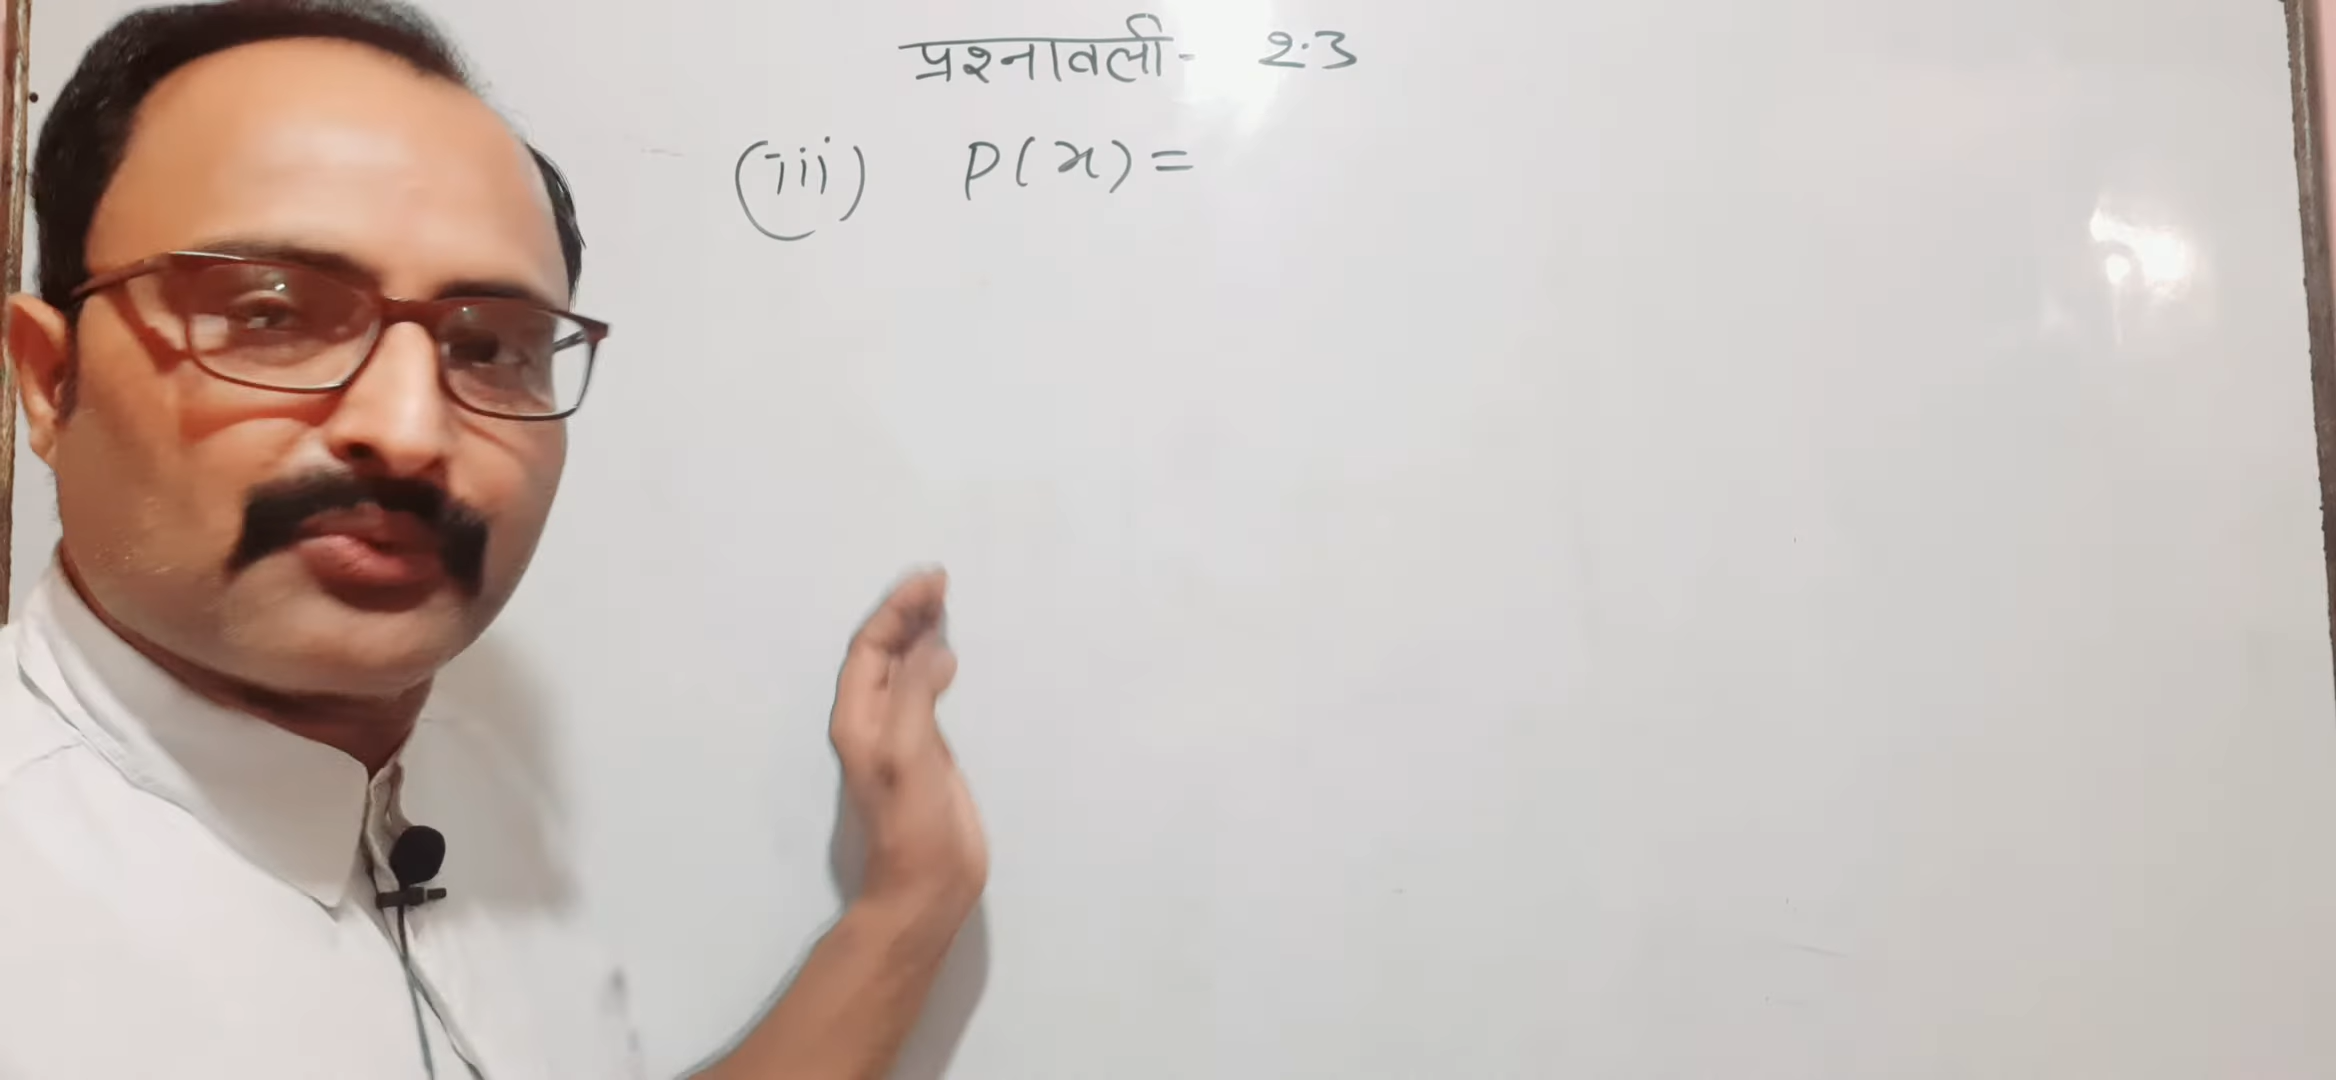 प्रश्नावली- 2.3
(iii) P(x)=